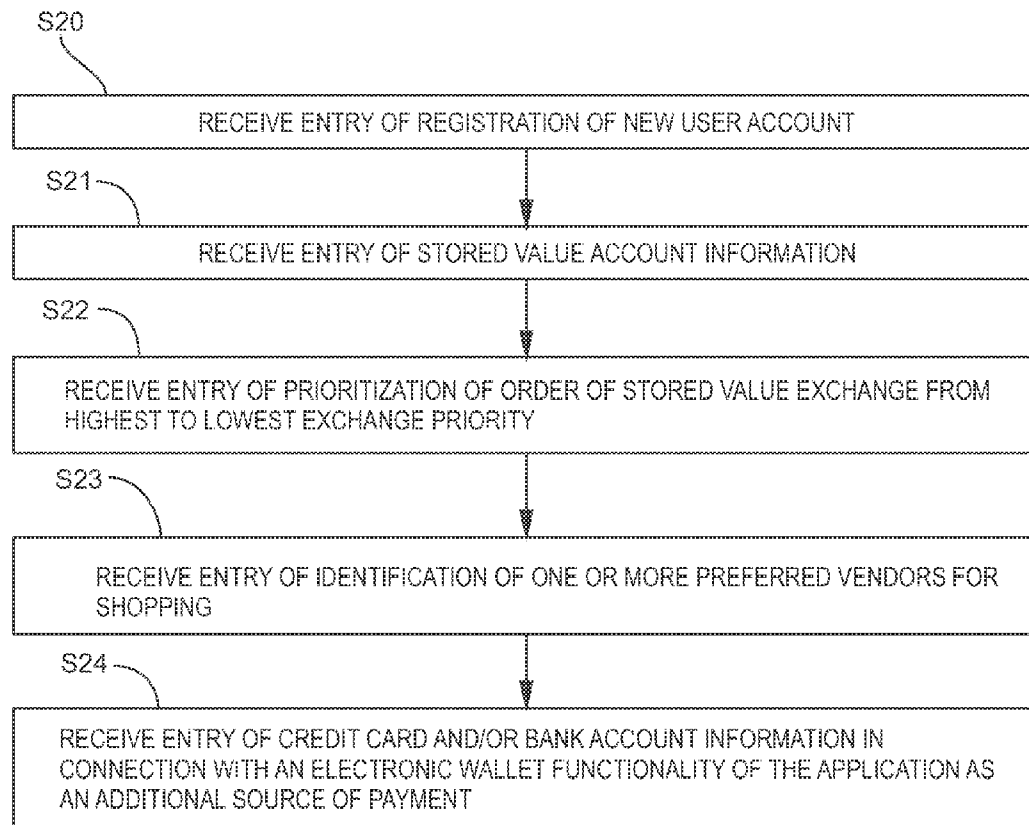 S20
RECEIVE ENTRY OF REGISTRATION OF NEW USER ACCOUNT
S21
RECEIVE ENTRY OF STORED VALUE ACCOUNT INFORMATION
S22
RECEIVE ENTRY OF PRIORITIZATION OF ORDER OF STORED VALUE EXCHANGE FROM
HIGHEST TO LOWEST EXCHANGE PRIORITY
S23
RECEIVE ENTRY OF IDENTIFICATION OF ONE OR MORE PREFERRED VENDORS FOR
SHOPPING
S24
RECEIVE ENTRY OF CREDIT CARD AND/OR BANK ACCOUNT INFORMATION IN
CONNECTION WITH AN ELECTRONIC WALLET FUNCTIONALITY OF THE APPLICATION AS
AN ADDITIONAL SOURCE OF PAYMENT